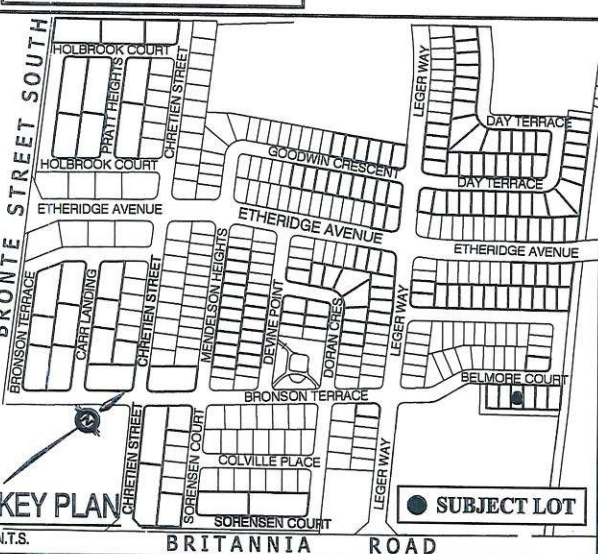 HOLBROOK COURT
BRONTE STREET SOUTH
PRATT HEIGHTS
CHRETIEN STREET
LEGER WAY
DAY TERRACE
GOODWIN CRESCENT
HOLBROOK COURT
DAY TERRACE
ETHERIDGE AVENUE
ETHERIDGE AVENUE
ETHERIDGE AVENUE
BRONSON TERRACE
CARR LANDING
CHRETIEN STREET
MENDELSON HEIGHTS
DEVINE POINT
DORAN CRES.
LEGER WAY
BELMORE COURT
BRONSON TERRACE
CHRETIEN STREET
SORENSEN COURT
COLVILLE PLACE
LEGER WAY
KEY PLAN
SUBJECT LOT
SORENSEN COURT
N.T.S.
BRITANNIA ROAD